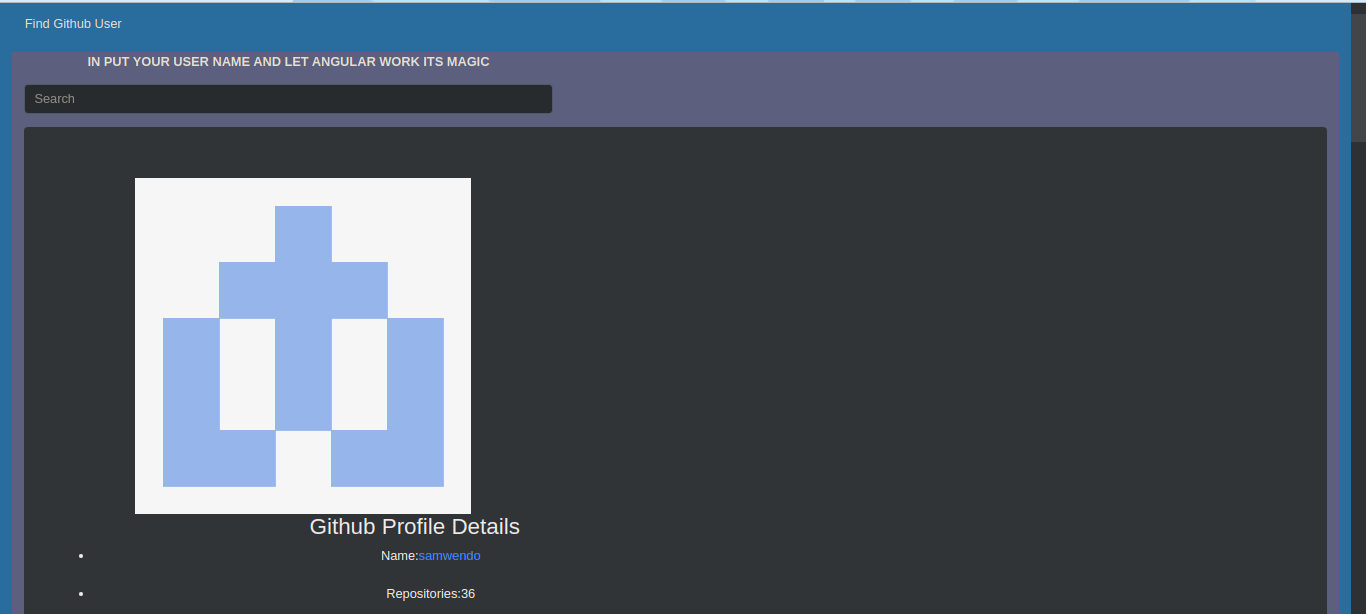 Find Github User
IN PUT YOUR USER NAME AND LET ANGULAR WORK ITS MAGIC
Search
Github Profile Details
Name:samwendo
Repositories:36